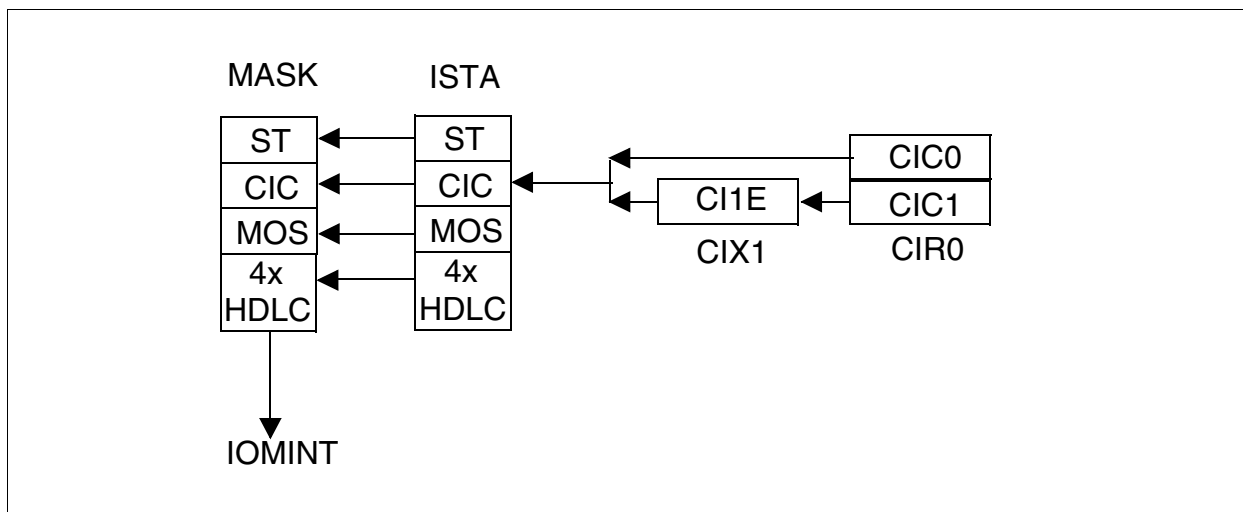 MASK
ISTA
ST
ST
CIC0
CIC
CIC
CI1E
CIC1
MOS
MOS
CIX1
CIR0
4x
HDLC
4x
HDLC
IOMINT